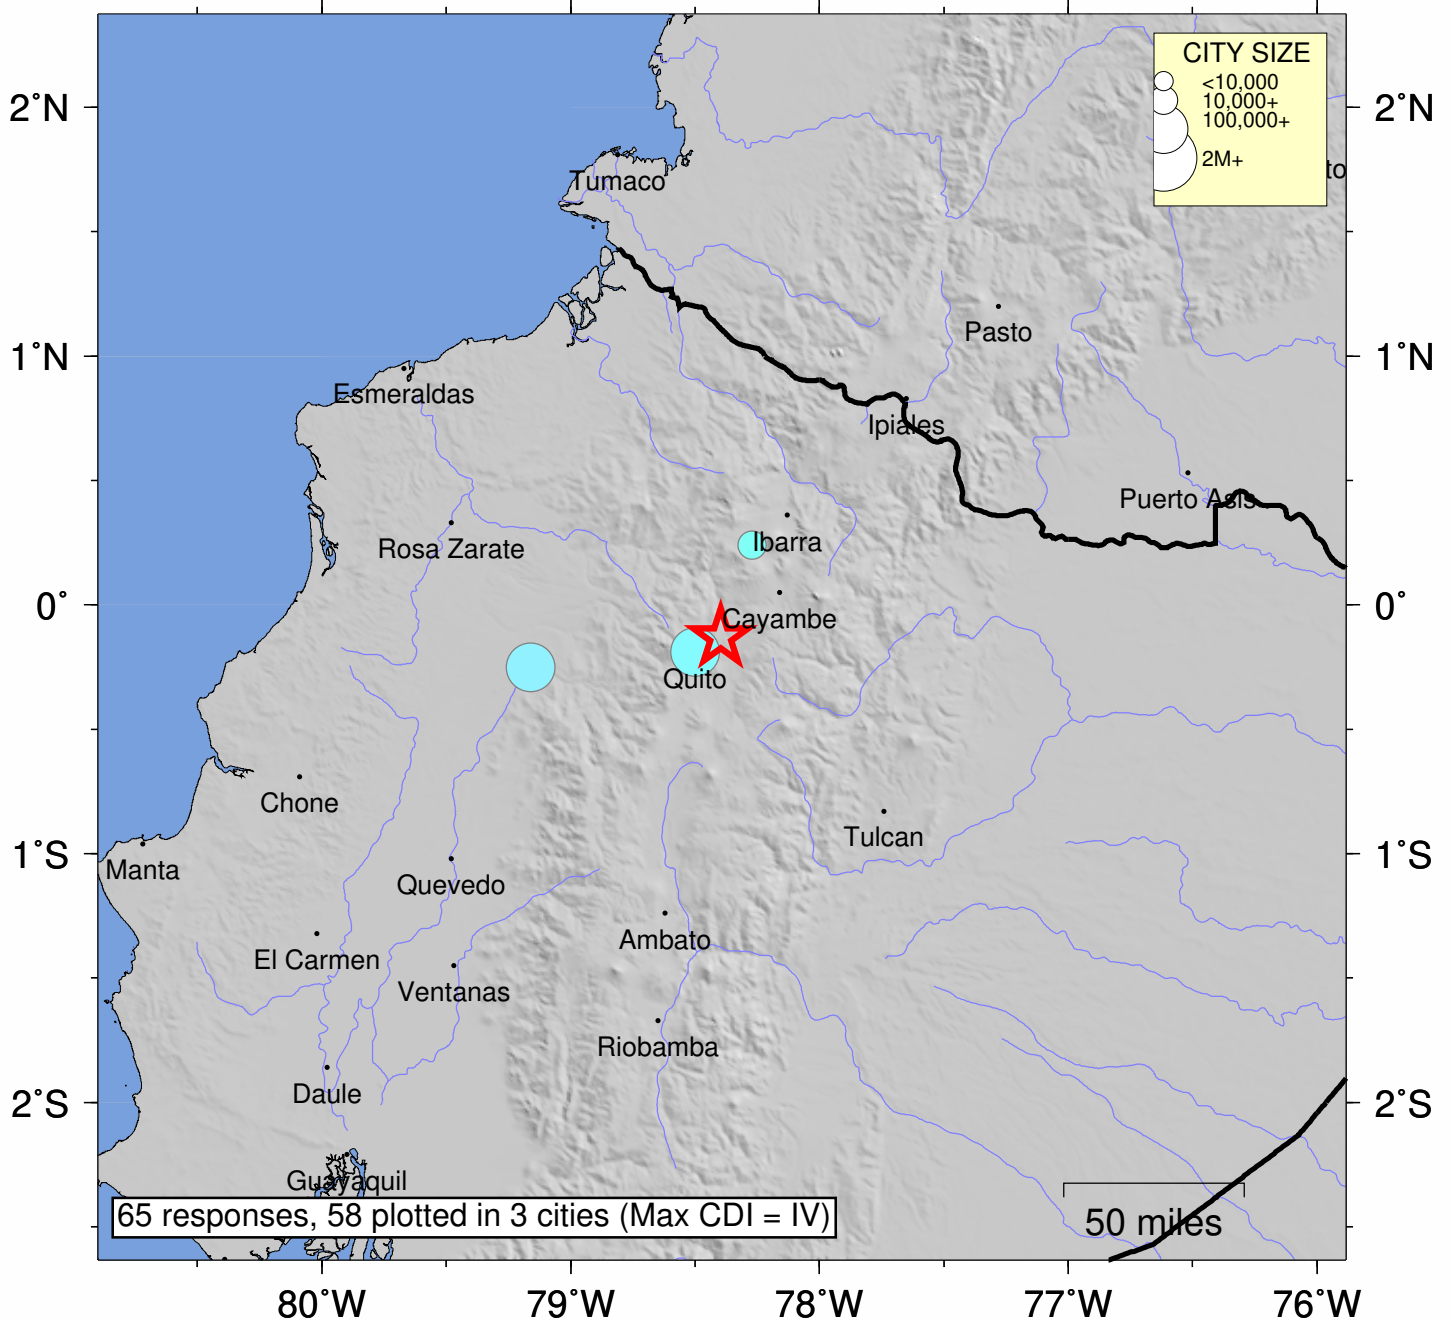 CITY SIZE
<10,000
10,000+
100,000+
2M+
2˚N
2˚N
to
Tumaco
Pasto
1˚N
1˚N
Esmeraldas
Ipiales
Puerto Asis
Rosa Zarate
Ibarra
0˚
0˚
Cayambe
Quito
Chone
Tulcan
1˚S
1˚S
Manta
Quevedo
Ambato
El Carmen
Ventanas
Riobamba
Daule
2˚S
2˚S
Guayaquil
65 responses, 58 plotted in 3 cities (Max CDI = IV)
50 miles
80˚W
79˚W
78˚W
77˚W
76˚W